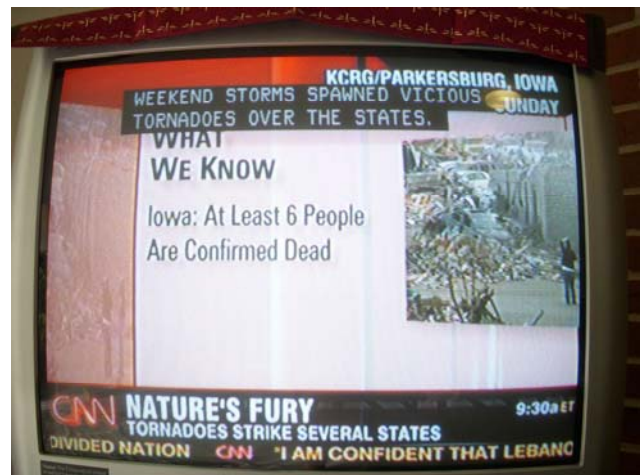 KCRG/PARKERSBURG, IOWA
SUNDAY
WEEKEND STORMS SPAWNED VICIOUS
TORNADOES OVER THE STATES.
WHAT
WE KNOW
Iowa: At Least 6 People
Are Confirmed Dead
CNN NATURE'S FURY
9:30a ET
TORNADOES STRIKE SEVERAL STATES
DIVIDED NATION CNN "I AM CONFIDENT THAT LEBANO